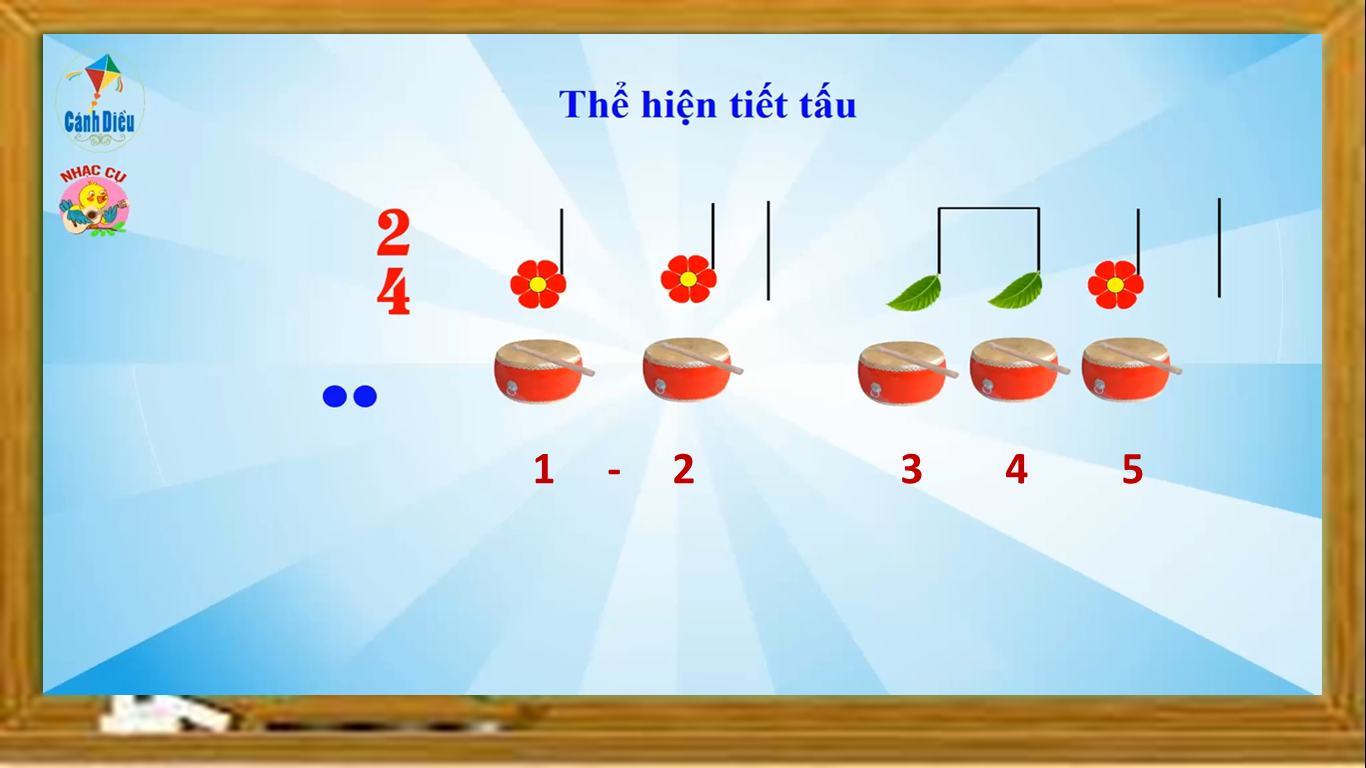 Cánh Diều
NHẠC CỤ
Thể hiện tiết tấu
2
4
1 - 2 3 4 5